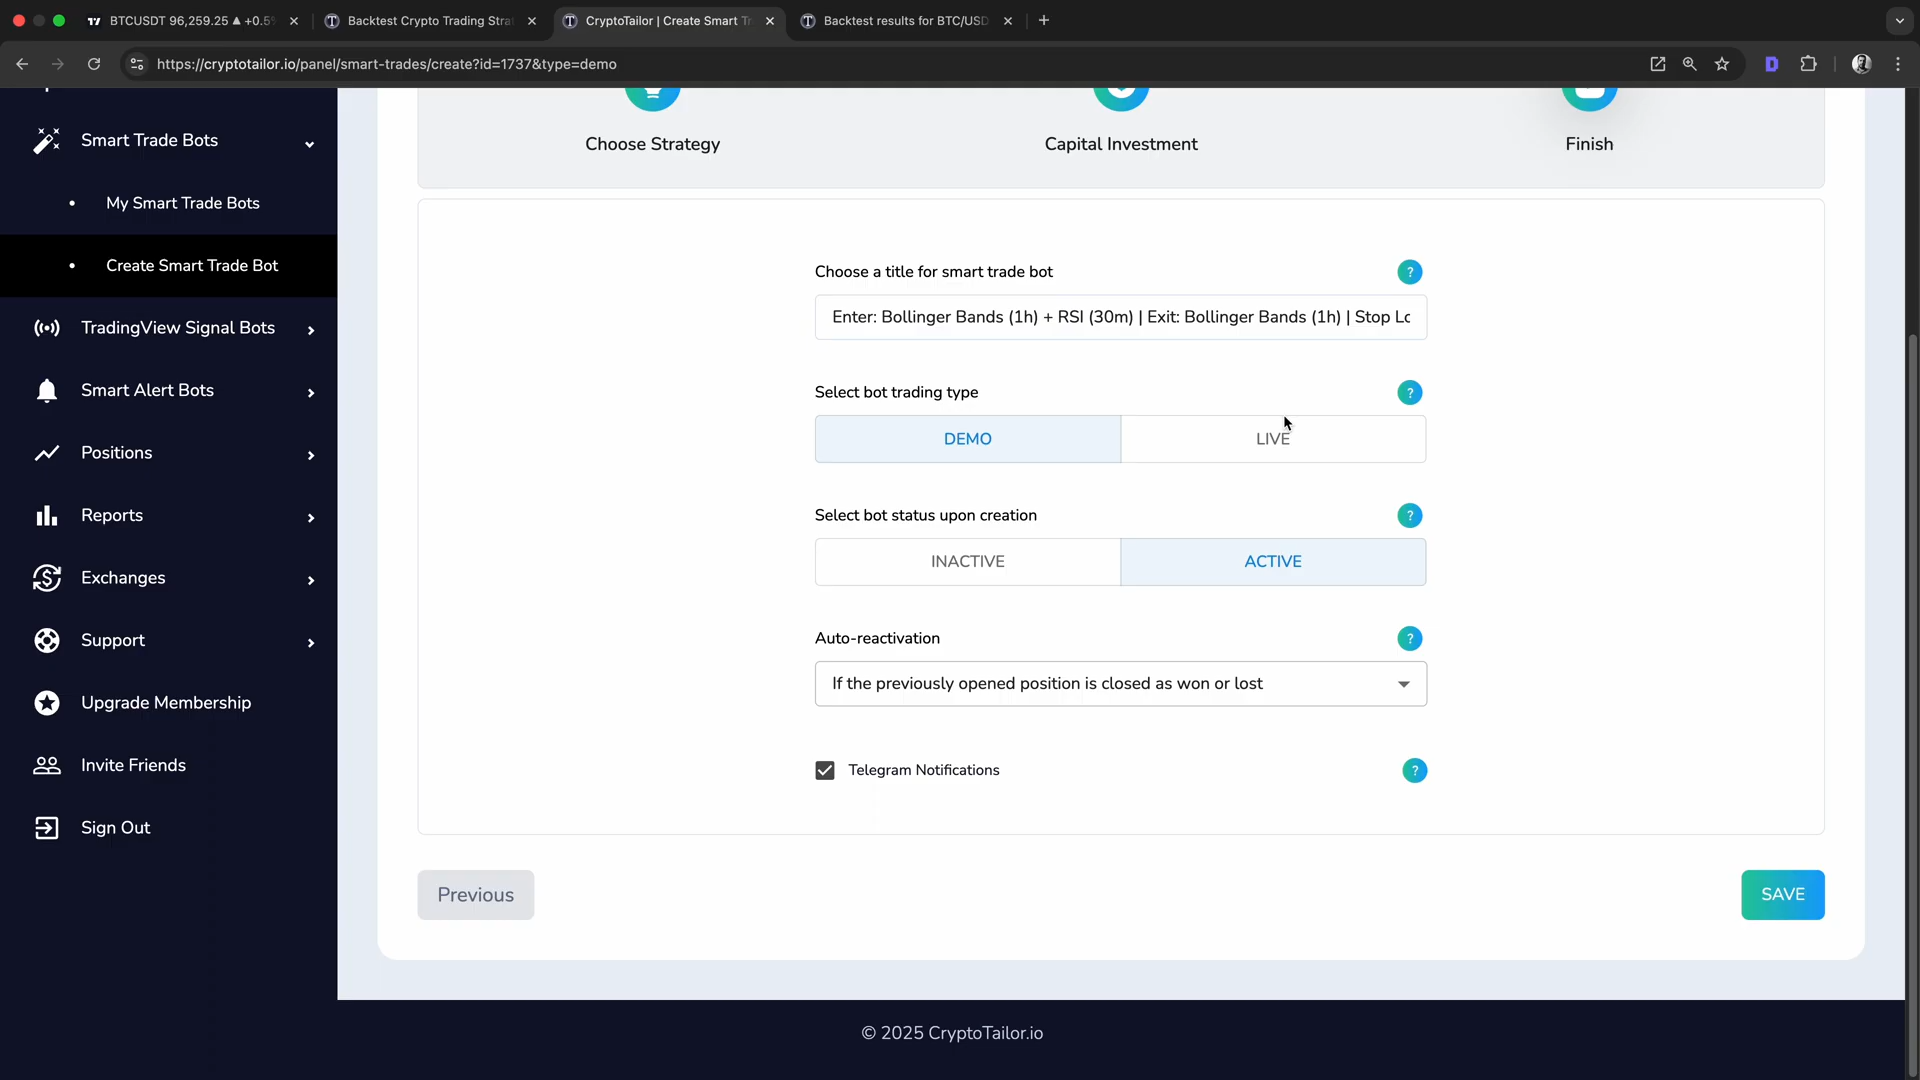 BTCUSDT 96,259.25 ▲ +0.5%
Backtest Crypto Trading Stra
CryptoTailor | Create Smart Tr
Backtest results for BTC/USD
https://cryptotailor.io/panel/smart-trades/create?id=1737&type=demo
Smart Trade Bots
My Smart Trade Bots
Create Smart Trade Bot
TradingView Signal Bots
Smart Alert Bots
Positions
Reports
Exchanges
Support
Upgrade Membership
Invite Friends
Sign Out
Choose Strategy
Capital Investment
Finish
Choose a title for smart trade bot
?
Enter: Bollinger Bands (1h) + RSI (30m) | Exit: Bollinger Bands (1h) | Stop Lo
Select bot trading type
?
DEMO
LIVE
Select bot status upon creation
?
INACTIVE
ACTIVE
Auto-reactivation
?
If the previously opened position is closed as won or lost
Telegram Notifications
?
Previous
SAVE
© 2025 CryptoTailor.io